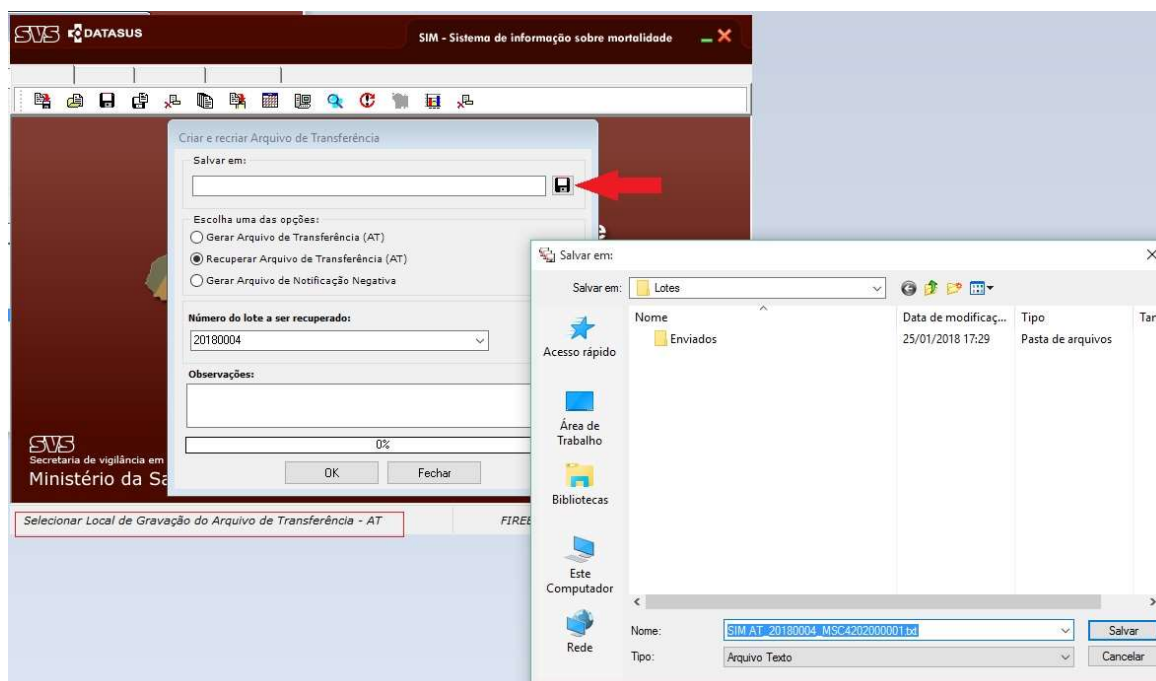 SVS DATASUS
SIM - Sistema de informação sobre mortalidade
Criar e recriar Arquivo de Transferência
Salvar em:
Escolha uma das opções:
Gerar Arquivo de Transferência (AT)
Recuperar Arquivo de Transferência (AT)
Gerar Arquivo de Notificação Negativa
Número do lote a ser recuperado:
20180004
Observações:
0%
OK Fechar
SVS
Secretaria de vigilância em
Ministério da Sa
Selecionar Local de Gravação do Arquivo de Transferência - AT
FIREE
Salvar em:
Salvar em: Lotes
Nome Data de modificaç... Tipo Tar
Enviados 25/01/2018 17:29 Pasta de arquivos
Acesso rápido
Área de
Trabalho
Bibliotecas
Este
Computador
Rede
Nome: SIM AT_20180004_MSC4202000001.txt Salvar
Tipo: Arquivo Texto Cancelar